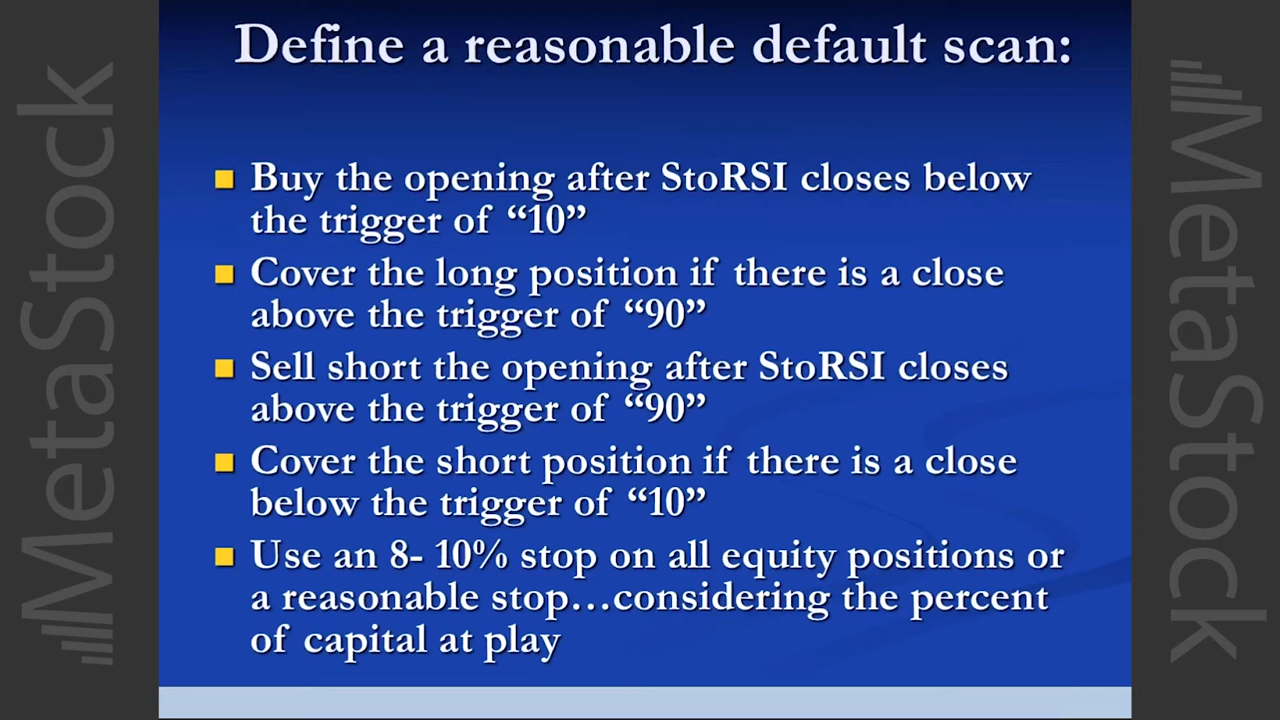 Define a reasonable default scan:
Buy the opening after StoRSI closes below
the trigger of “10”
Cover the long position if there is a close
above the trigger of “90”
Sell short the opening after StoRSI closes
above the trigger of “90”
Cover the short position if there is a close
below the trigger of “10”
Use an 8- 10% stop on all equity positions or
a reasonable stop…considering the percent
of capital at play
MetaStock
MetaStock